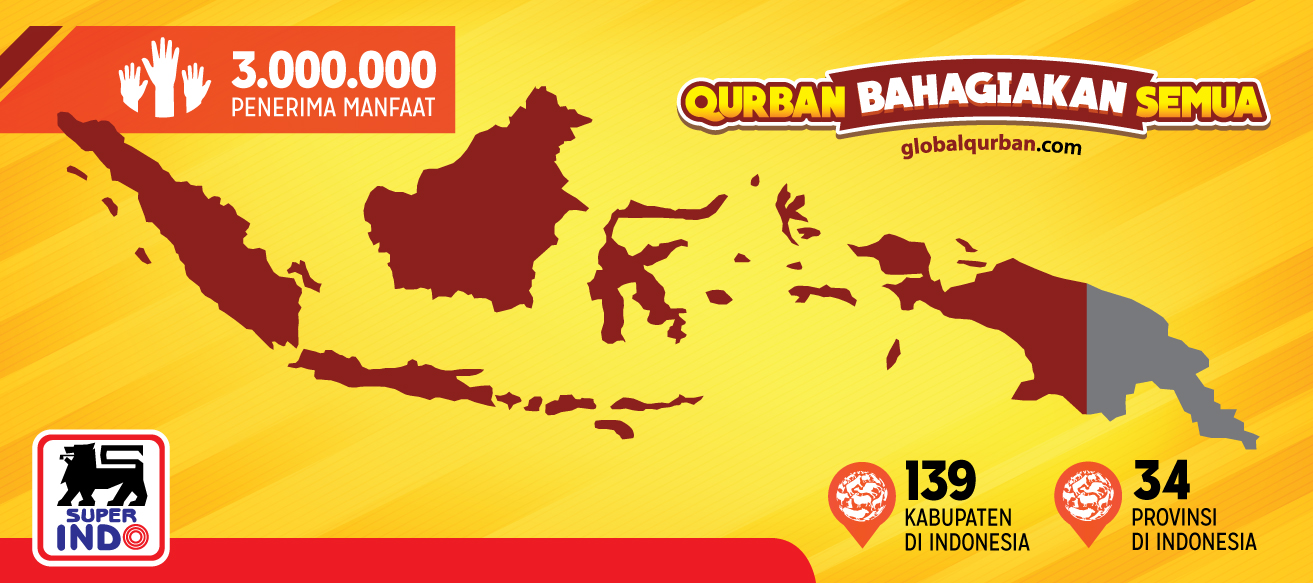 3.000.000
PENERIMA MANFAAT
QURBAN BAHAGIAKAN SEMUA
globalqurban.com
SUPER
INDO
139
KABUPATEN
DI INDONESIA
34
PROVINSI
DI INDONESIA